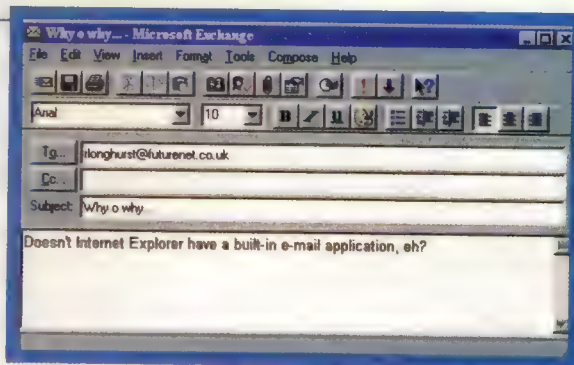 Why o why... - Microsoft Exchange
File Edit View Insert Format Tools Compose Help
Arial 10 B I U
To... rlonghurst@futurenet.co.uk
Cc...
Subject: Why o why
Doesn't Internet Explorer have a built-in e-mail application, eh?